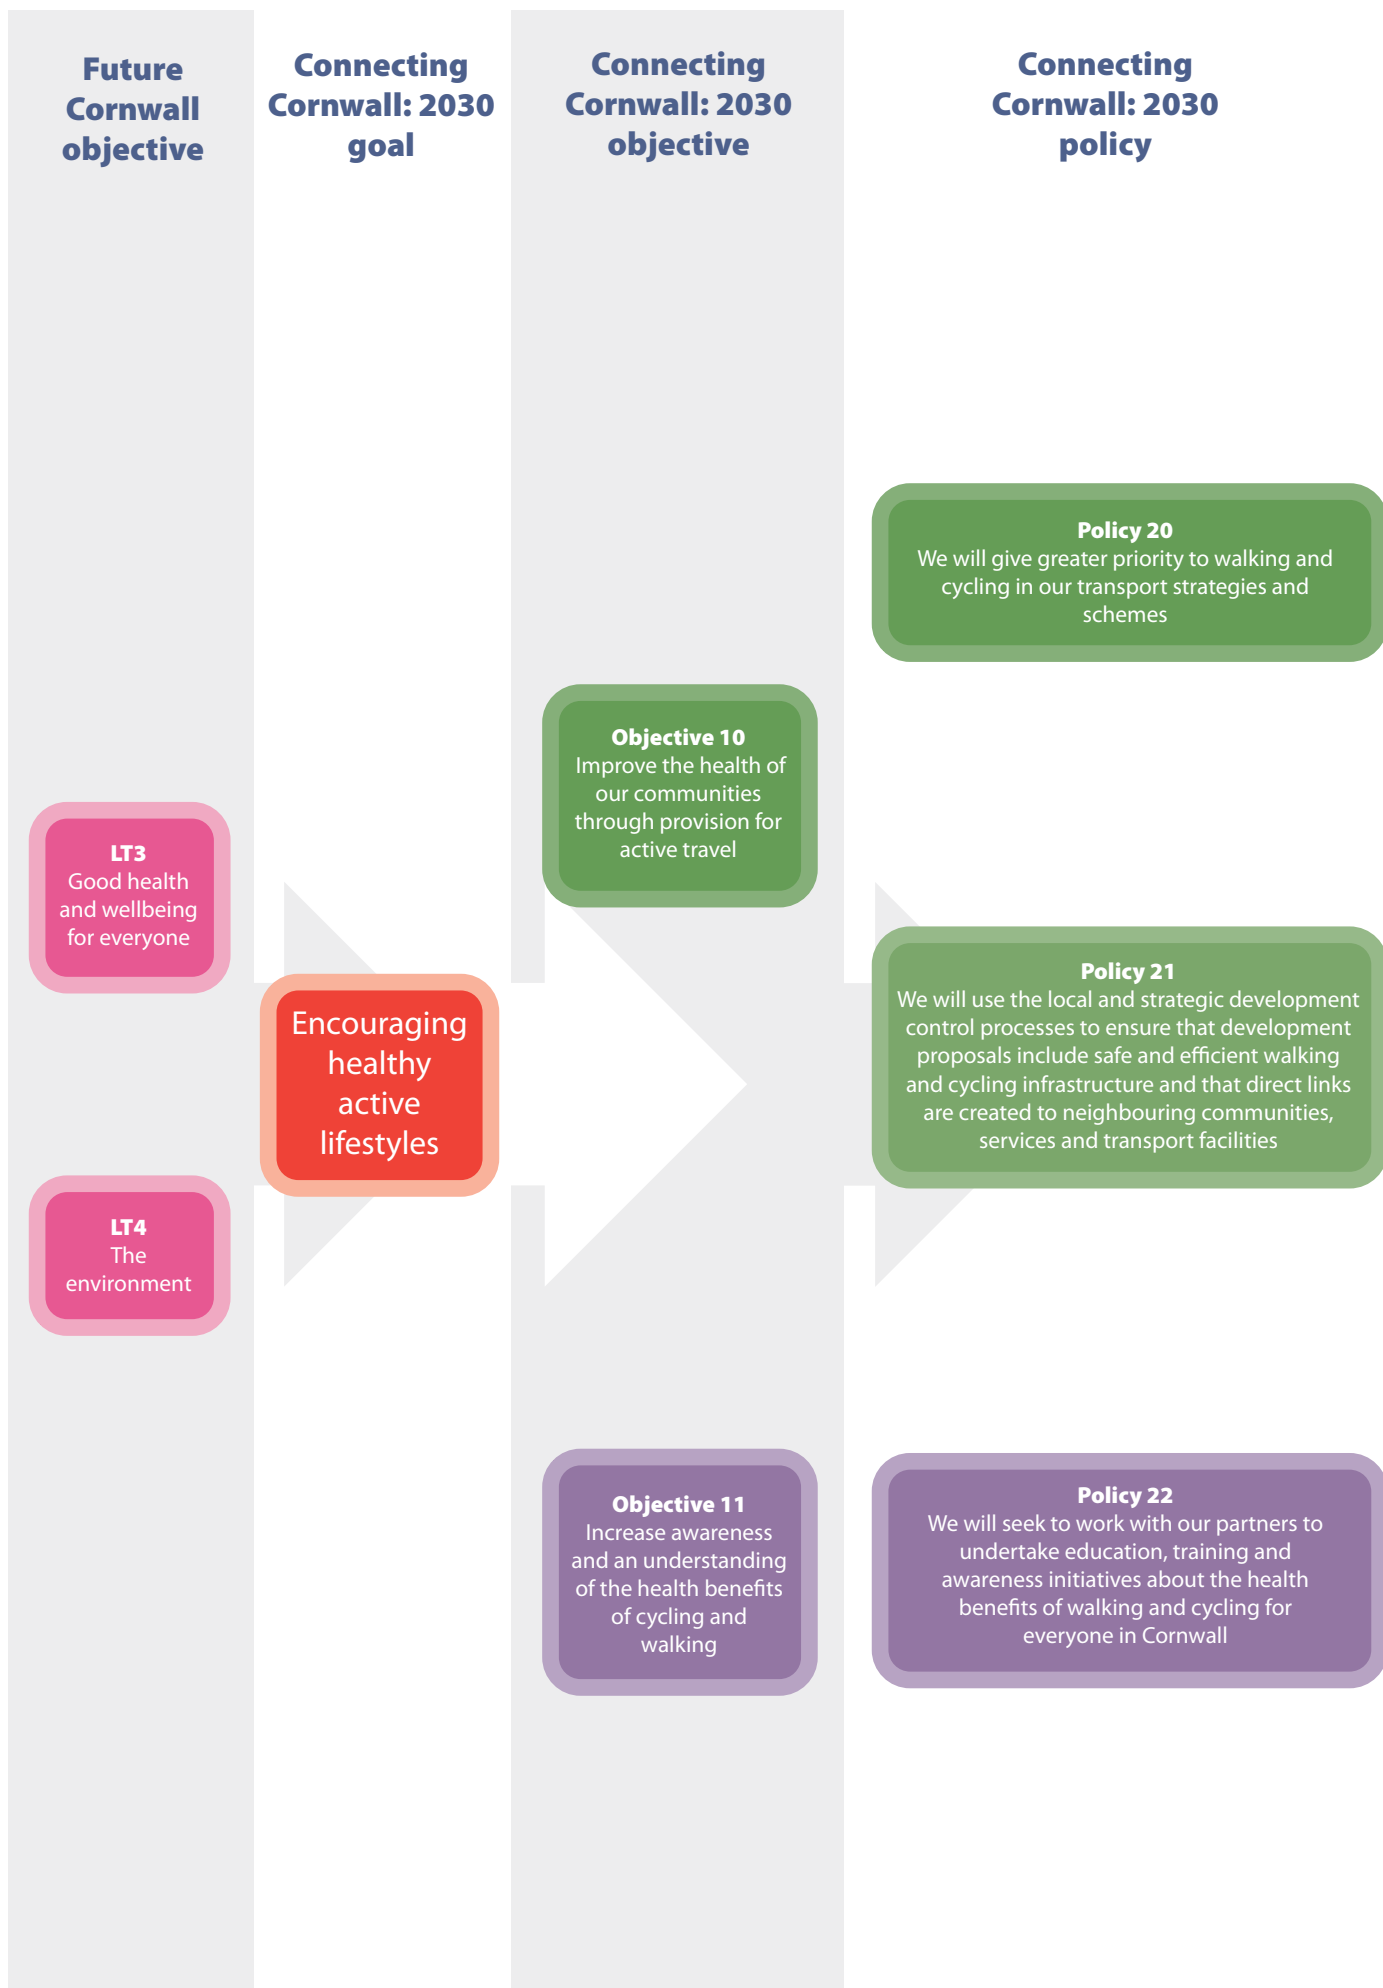 Future
Cornwall
objective
Connecting
Cornwall: 2030
goal
Connecting
Cornwall: 2030
objective
Connecting
Cornwall: 2030
policy
LT3
Good health
and wellbeing
for everyone
LT4
The
environment
Encouraging
healthy
active
lifestyles
Objective 10
Improve the health of
our communities
through provision for
active travel
Objective 11
Increase awareness
and an understanding
of the health benefits
of cycling and
walking
Policy 20
We will give greater priority to walking and
cycling in our transport strategies and
schemes
Policy 21
We will use the local and strategic development
control processes to ensure that development
proposals include safe and efficient walking
and cycling infrastructure and that direct links
are created to neighbouring communities,
services and transport facilities
Policy 22
We will seek to work with our partners to
undertake education, training and
awareness initiatives about the health
benefits of walking and cycling for
everyone in Cornwall